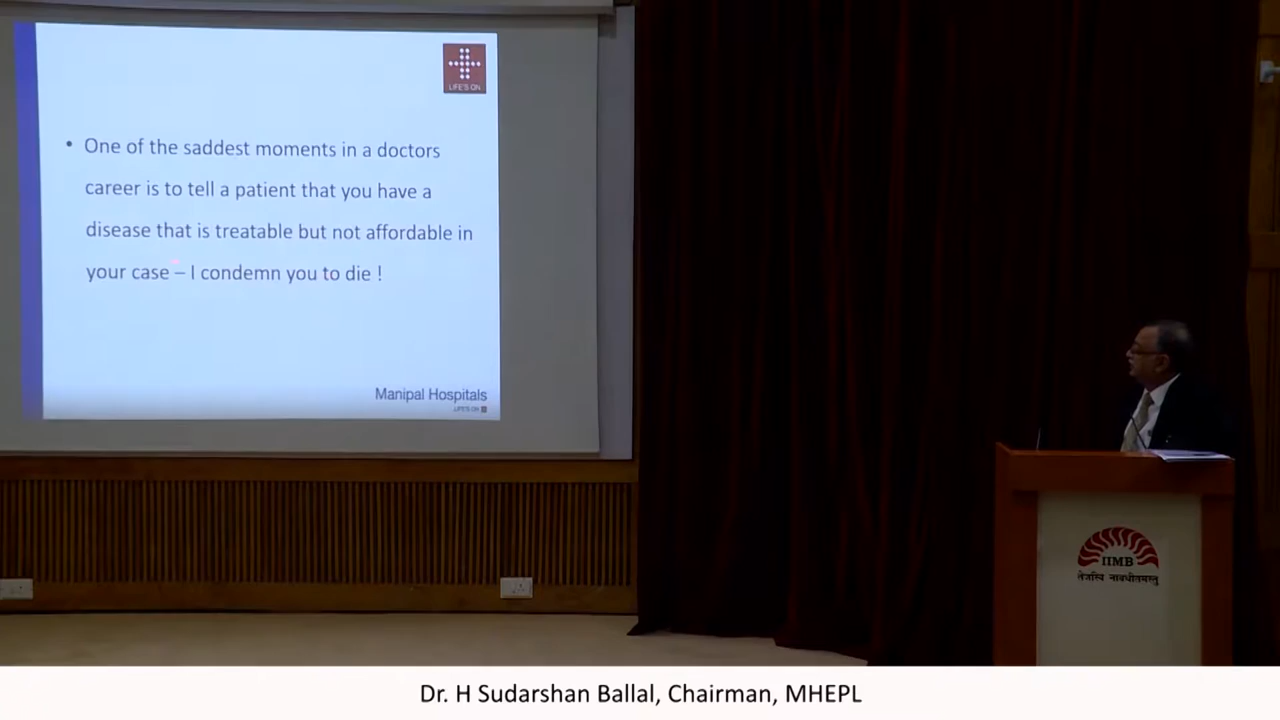 LIFE'S ON
• One of the saddest moments in a doctors
career is to tell a patient that you have a
disease that is treatable but not affordable in
your case – I condemn you to die !
Manipal Hospitals
LIFE'S ON
IIMB
तेजस्वि नावधीतमस्तु
Dr. H Sudarshan Ballal, Chairman, MHEPL